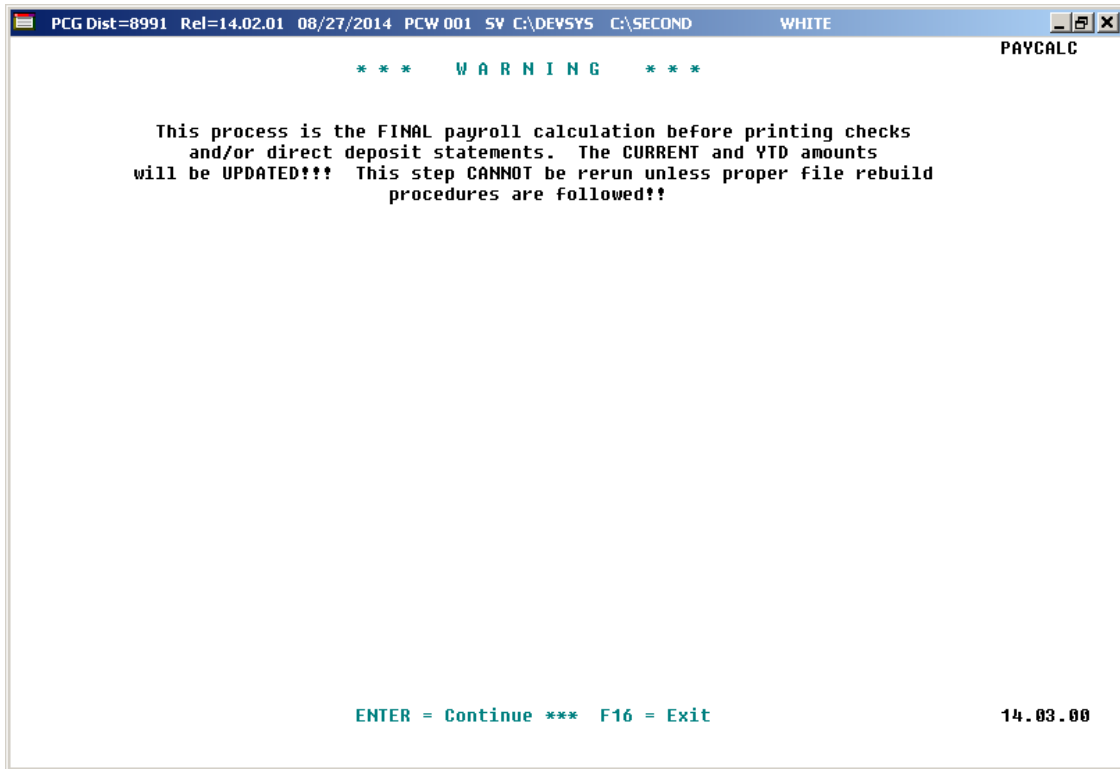 PCG Dist=8991 Rel=14.02.01 08/27/2014 PCW 001 SV C:\DEVSYS C:\SECOND WHITE
PAYCALC
* * * W A R N I N G * * *
This process is the FINAL payroll calculation before printing checks
and/or direct deposit statements. The CURRENT and YTD amounts
will be UPDATED!!! This step CANNOT be rerun unless proper file rebuild
procedures are followed!!
ENTER = Continue *** F16 = Exit
14.03.00